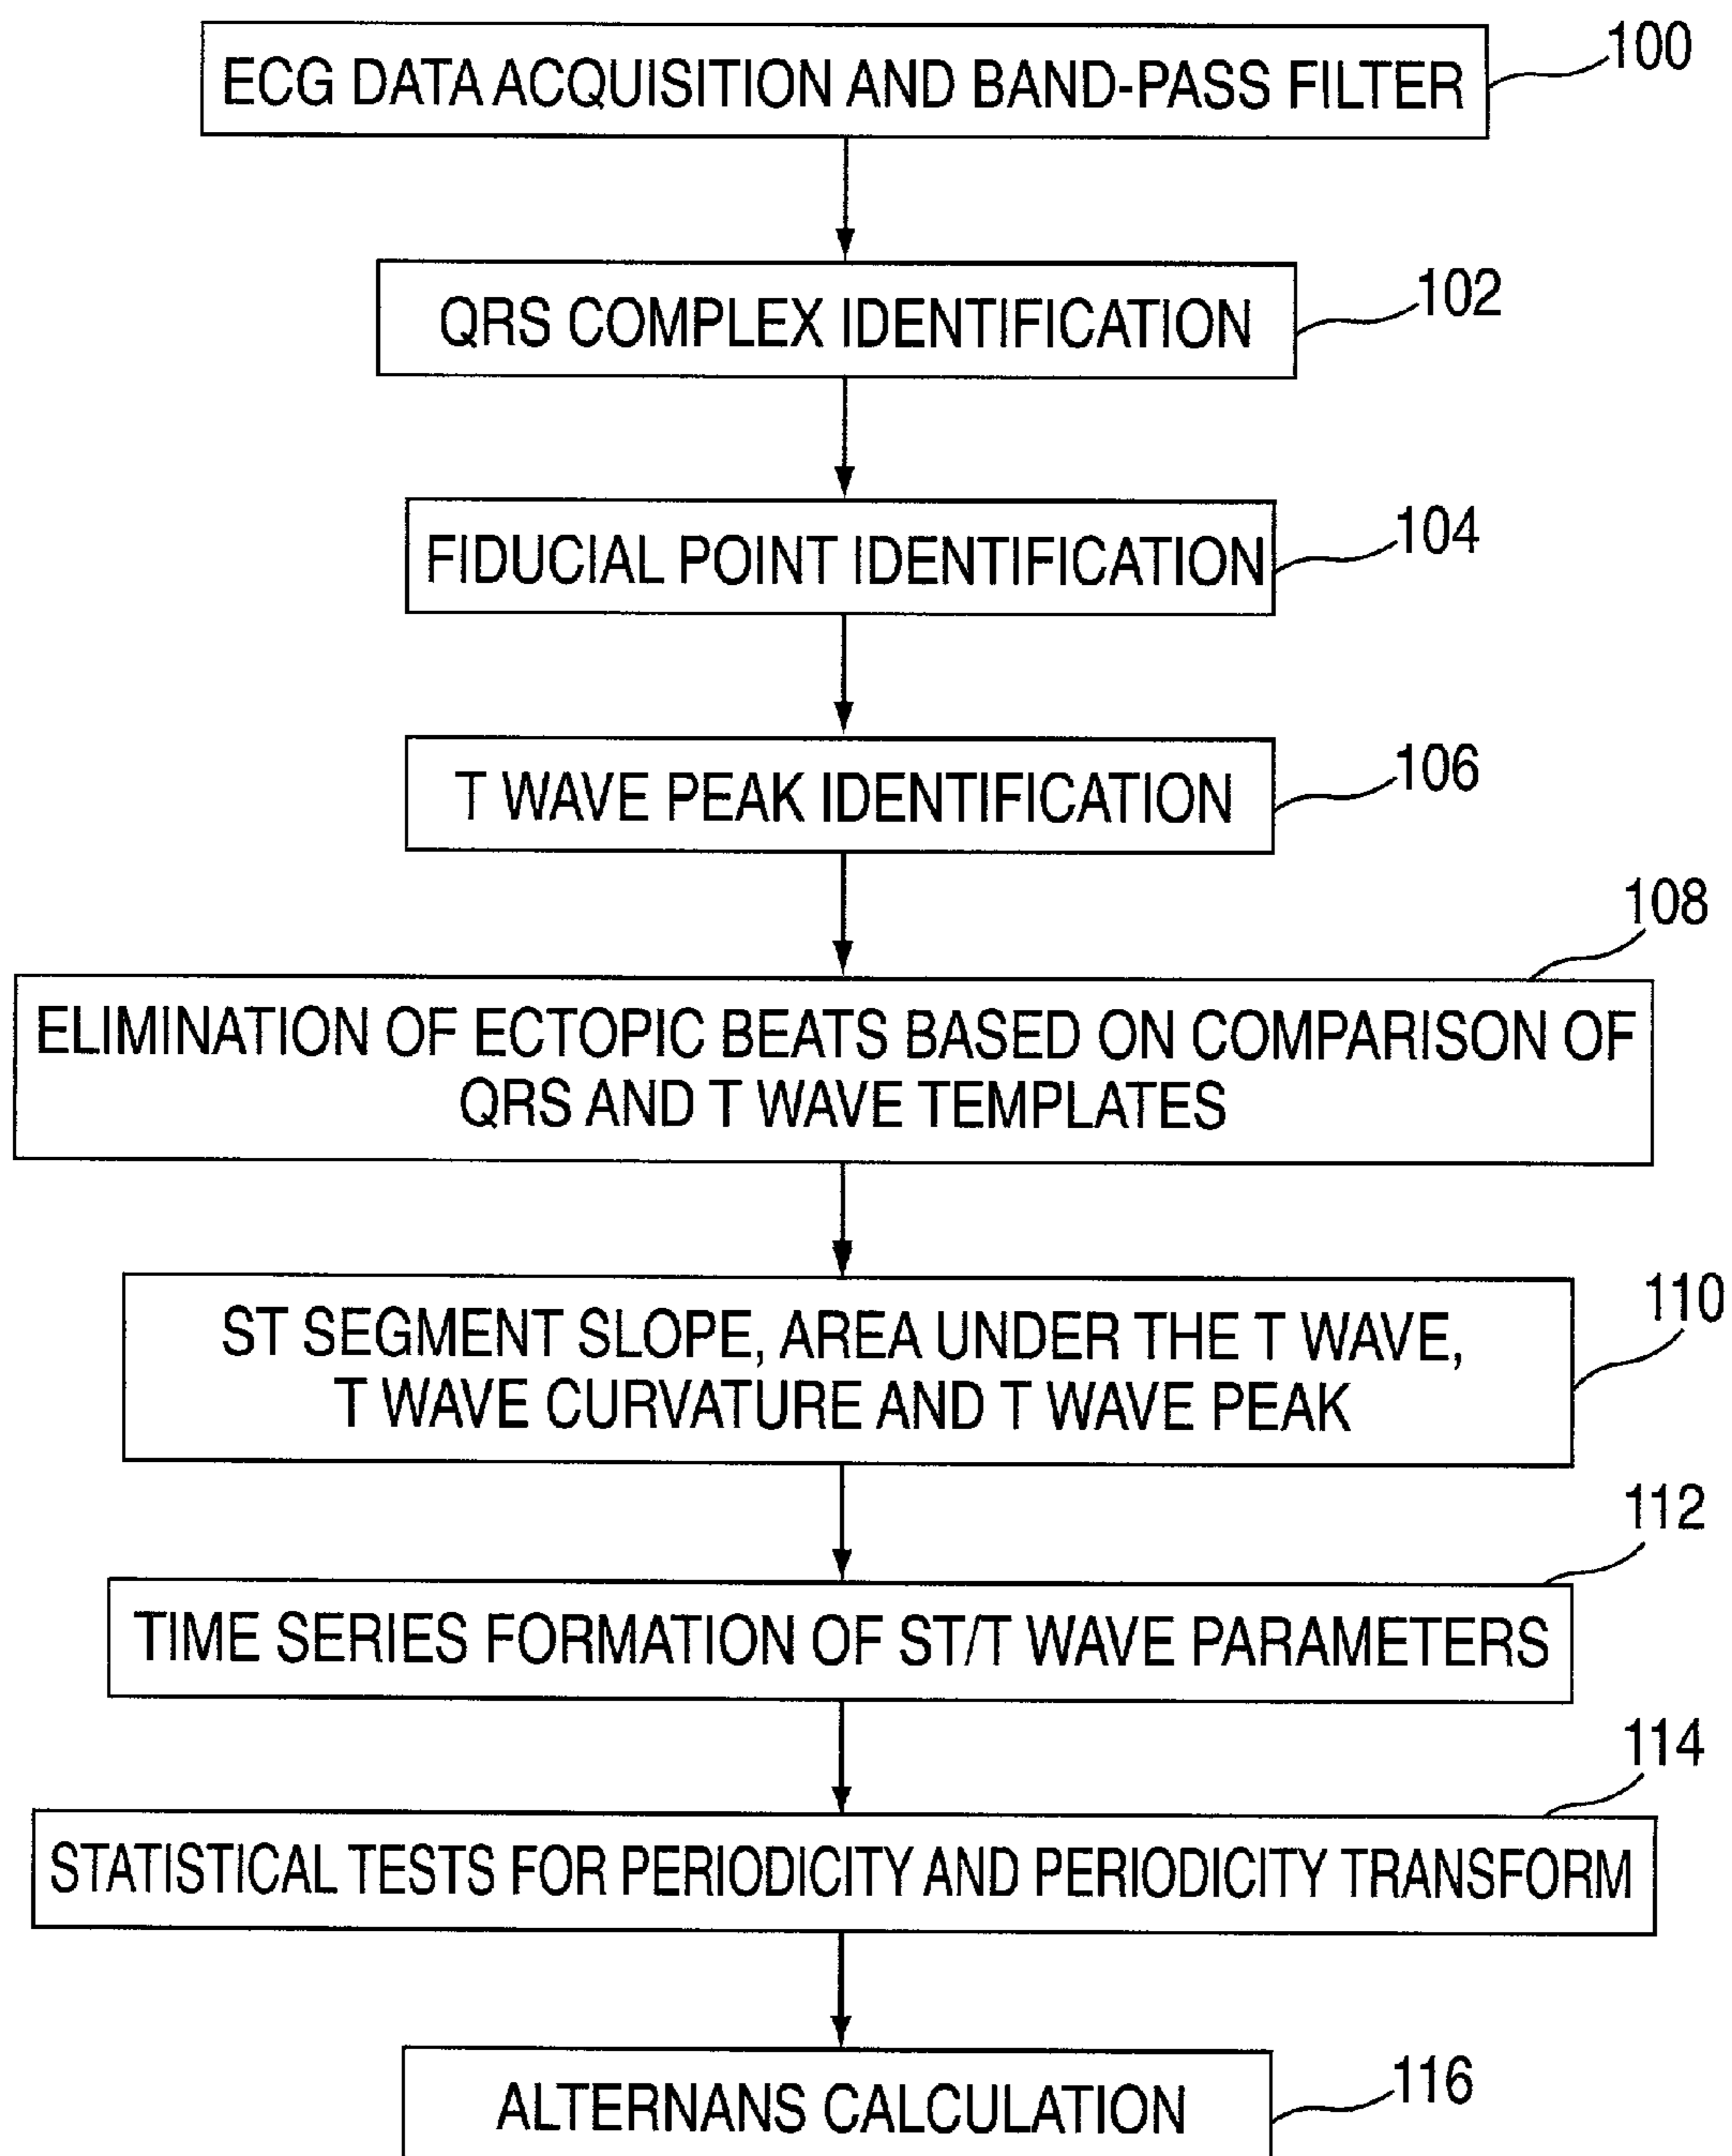 ECG DATA ACQUISITION AND BAND-PASS FILTER
100
QRS COMPLEX IDENTIFICATION
102
FIDUCIAL POINT IDENTIFICATION
104
T WAVE PEAK IDENTIFICATION
106
108
ELIMINATION OF ECTOPIC BEATS BASED ON COMPARISON OF
QRS AND T WAVE TEMPLATES
ST SEGMENT SLOPE, AREA UNDER THE T WAVE,
T WAVE CURVATURE AND T WAVE PEAK
110
112
TIME SERIES FORMATION OF ST/T WAVE PARAMETERS
114
STATISTICAL TESTS FOR PERIODICITY AND PERIODICITY TRANSFORM
ALTERNANS CALCULATION
116